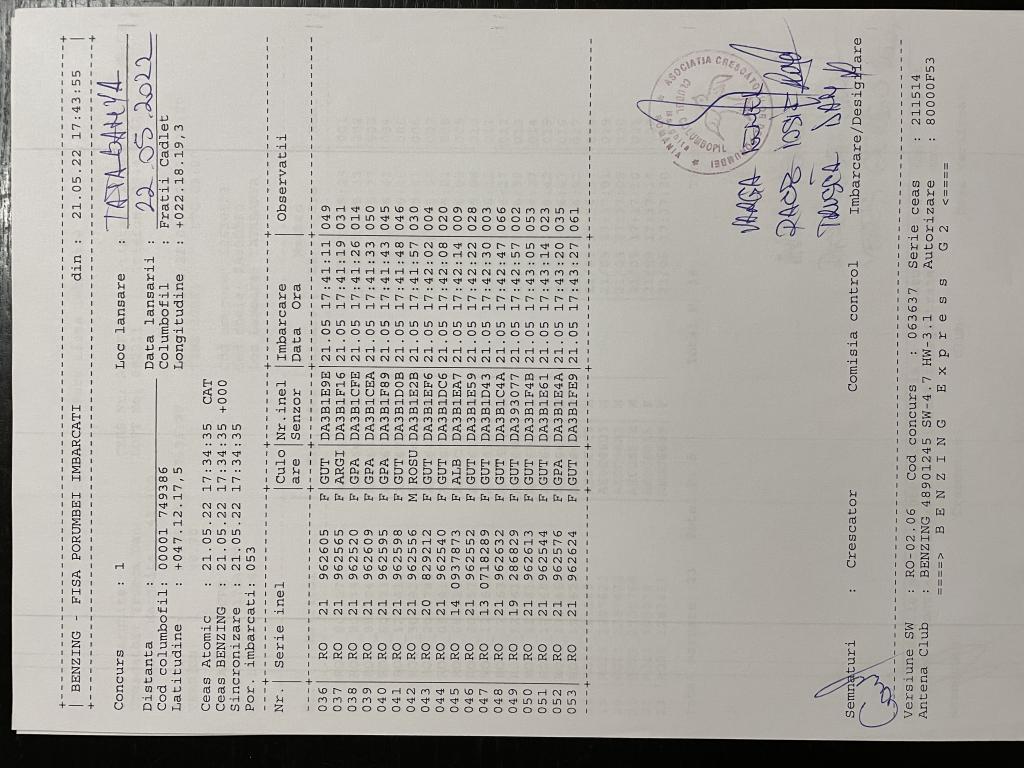 | BENZING - FISA PORUMBEI IMBARCATI din : 21.05.22 17:43:55 |
Concurs : 1 Loc lansare : TATABANYA
Distanta : Data lansarii : 22.05.2022
Cod columbofil: 00001 749386 Columbofil : Fratii Cadlet
Latitudine : +047.12.17,5 Longitudine : +022.18.19,3
Ceas Atomic : 21.05.22 17:34:35 CAT
Ceas BENZING : 21.05.22 17:34:35 +000
Sincronizare : 21.05.22 17:34:35
Por. imbarcati: 053
Nr.| Serie inel |Culo|Nr.inel |Imbarcare |Observatii
|are |Senzor |Data Ora |
036 RO 21 962605 F GUT DA3B1E9E 21.05 17:41:11 049
037 RO 21 962565 F ARGI DA3B1F16 21.05 17:41:19 031
038 RO 21 962520 F GPA DA3B1CFE 21.05 17:41:26 014
039 RO 21 962609 F GPA DA3B1CEA 21.05 17:41:33 050
040 RO 21 962595 F GPA DA3B1F89 21.05 17:41:43 045
041 RO 21 962598 F GUT DA3B1D0B 21.05 17:41:48 046
042 RO 21 962556 M ROSU DA3B1E2B 21.05 17:41:57 030
043 RO 20 829212 F GUT DA3B1EF6 21.05 17:42:02 004
044 RO 21 962540 F GUT DA3B1DC6 21.05 17:42:08 020
045 RO 14 0937873 F ALB DA3B1EA7 21.05 17:42:14 009
046 RO 21 962552 F GUT DA3B1E59 21.05 17:42:22 028
047 RO 13 0718289 F GUT DA3B1D43 21.05 17:42:30 003
048 RO 21 962632 F GUT DA3B1C4A 21.05 17:42:47 066
049 RO 19 286829 F GUT DA393077 21.05 17:42:57 002
050 RO 21 962613 F GUT DA3B1F4B 21.05 17:43:05 053
051 RO 21 962544 F GUT DA3B1E61 21.05 17:43:14 023
052 RO 21 962576 F GPA DA3B1E4A 21.05 17:43:20 035
053 RO 21 962624 F GUT DA3B1FE9 21.05 17:43:27 061
ASOCIATIA CRESCATORILOR PORUMBEI
COLUMBOPIL
VARGA
RACZ IOSIF
DAN
Semnaturi : Crescator Comisia control Imbarcare/Desigilare
Versiune SW : RO-02.06 Cod concurs : 063637 Serie ceas : 211514
Antena Club : BENZING 48901245 SW-4.7 HW-3.1 Autorizare : 80000F53
====> B E N Z I N G E x p r e s s G 2 <====